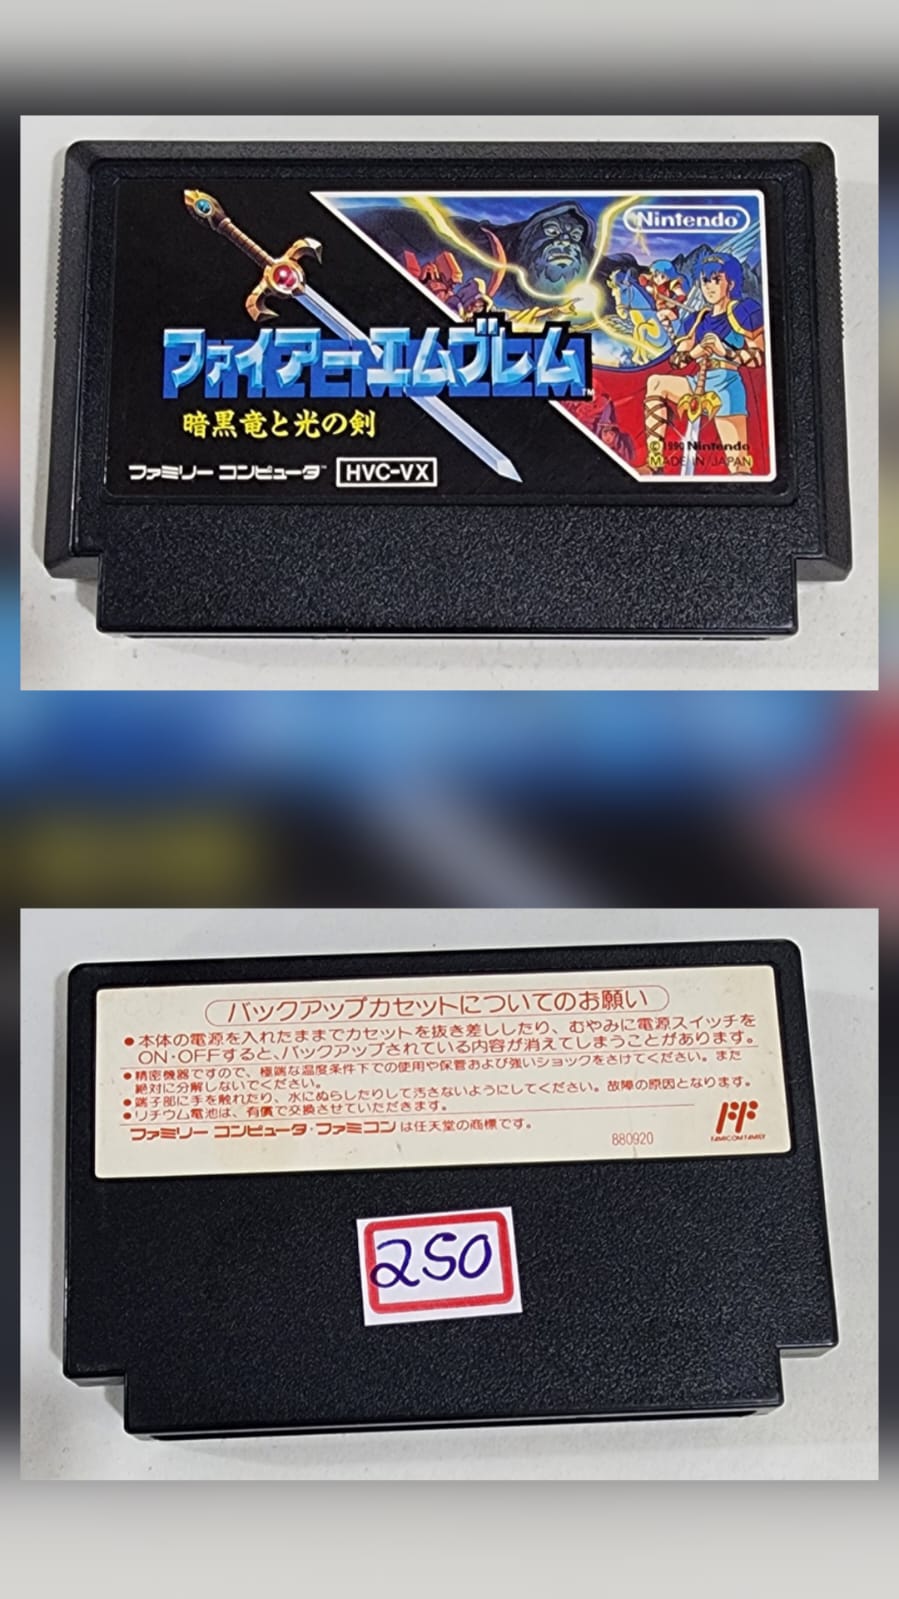 Nintendo
ファイアーエムブレム
FIRE EMBLEM
™
暗黒竜と光の剣
ファミリー コンピュータ™ HVC-VX
© 1990 Nintendo
MADE IN JAPAN
バックアップカセットについてのお願い
●本体の電源を入れたままでカセットを抜き差ししたり、むやみに電源スイッチを
ON・OFFすると、バックアップされている内容が消えてしまうことがあります。
●精密機器ですので、極端な温度条件下での使用や保管および強いショックをさけてください。また
絶対に分解しないでください。
●端子部に手を触れたり、水にぬらしたりして汚さないようにしてください。故障の原因となります。
●リチウム電池は、有償で交換させていただきます。
ファミリー コンピュータ・ファミコン は任天堂の商標です。
880920
FF
FAMICOM FAMILY
250